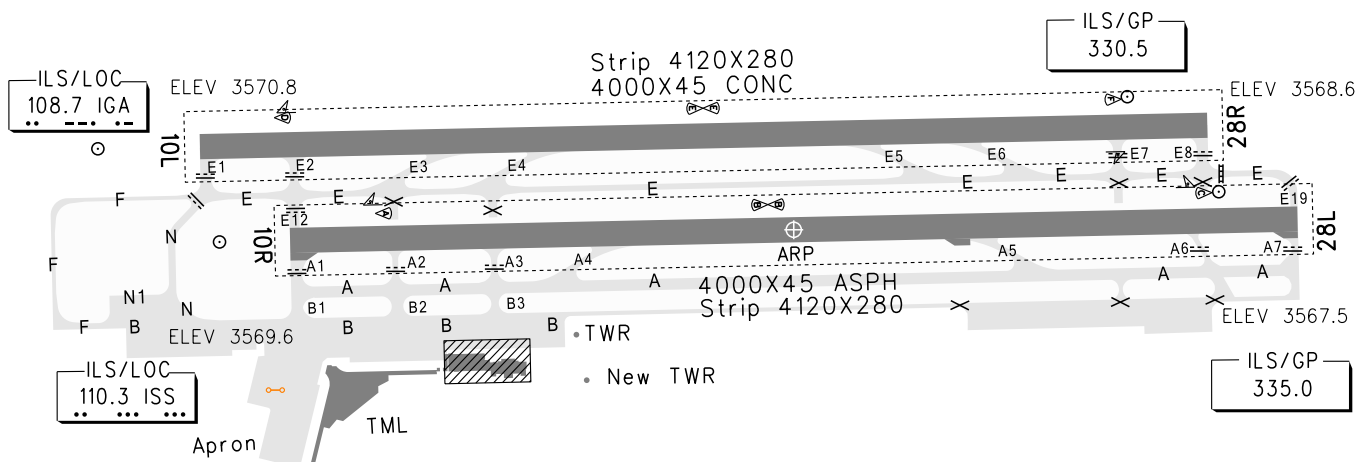 ILS/GP
330.5
Strip 4120X280
4000X45 CONC
ILS/LOC
108.7 IGA
ELEV 3570.8
ELEV 3568.6
10L
28R
E1
E2
E3
E4
E5
E6
E7
E8
F
E
E
E
E
E
E
E
E12
E19
N
10R
28L
F
ARP
A1
A2
A3
A4
A5
A6
A7
A
A
A
A
A
4000X45 ASPH
Strip 4120X280
N1
N
B1
B2
B3
F
B
B
B
B
ELEV 3569.6
ELEV 3567.5
TWR
New TWR
ILS/LOC
110.3 ISS
ILS/GP
335.0
TML
Apron